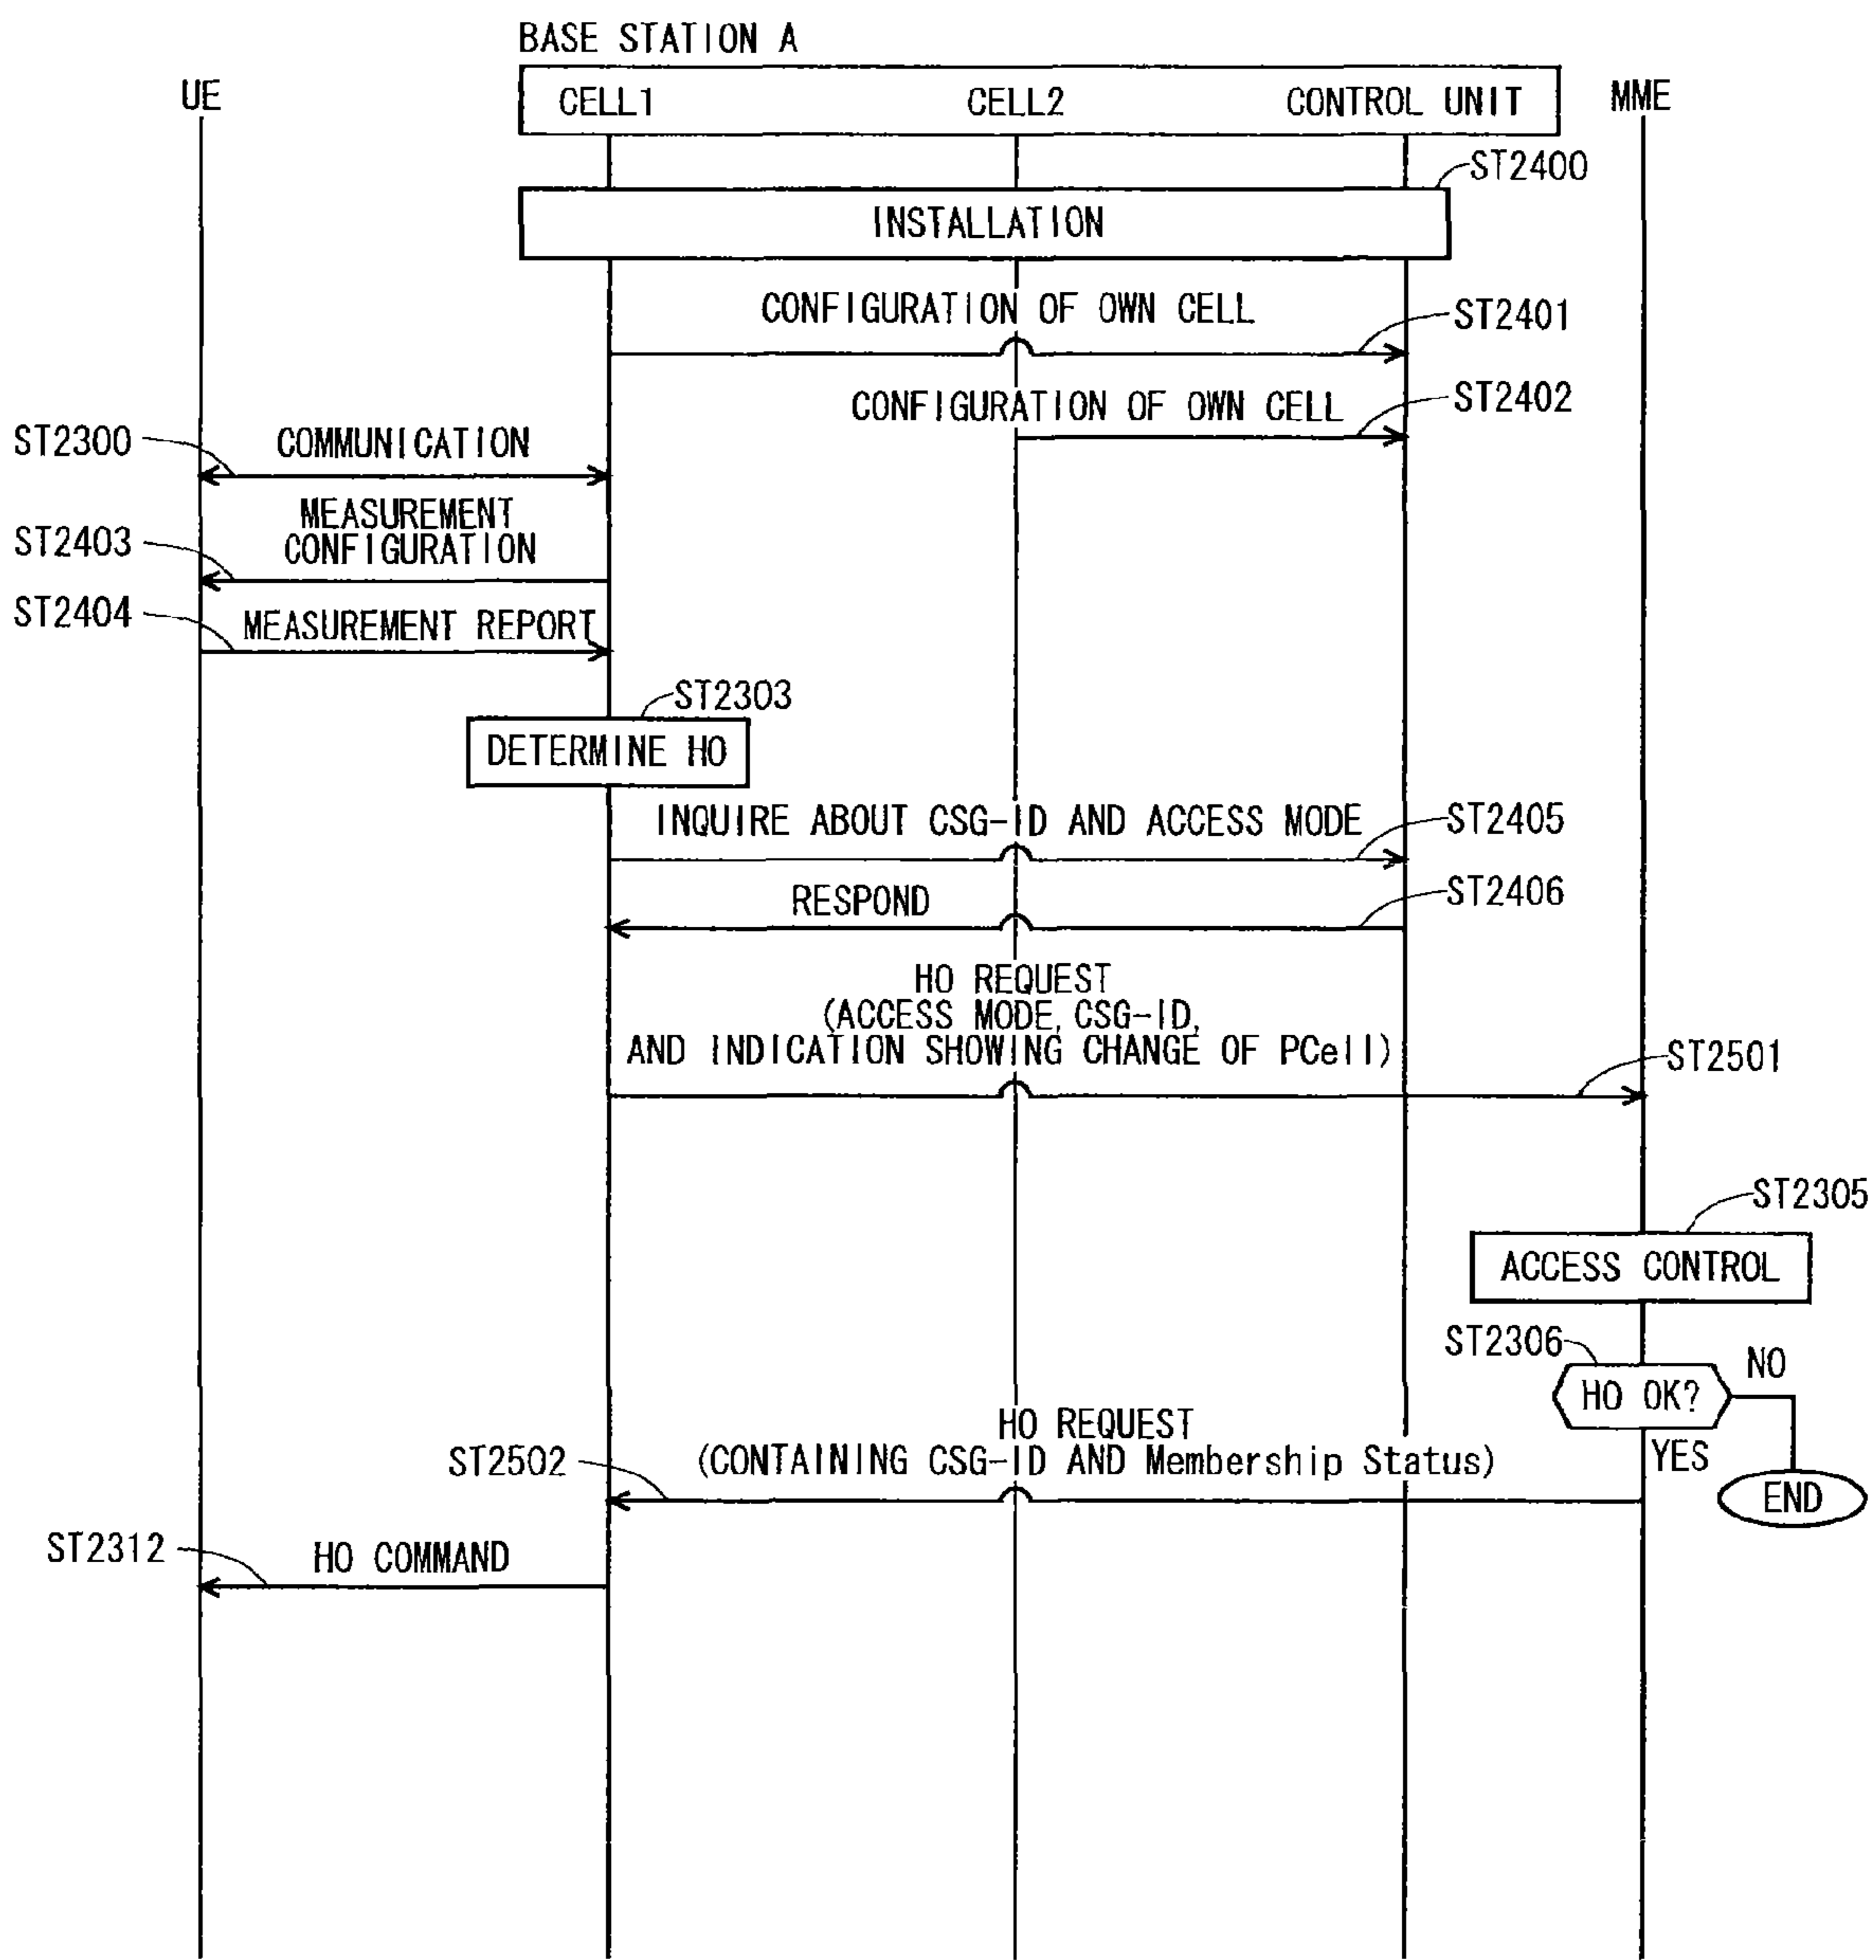 BASE STATION A
UE
CELL1
CELL2
CONTROL UNIT
MME
ST2400
INSTALLATION
CONFIGURATION OF OWN CELL
ST2401
CONFIGURATION OF OWN CELL
ST2402
ST2300
COMMUNICATION
MEASUREMENT
CONFIGURATION
ST2403
ST2404
MEASUREMENT REPORT
ST2303
DETERMINE HO
INQUIRE ABOUT CSG-ID AND ACCESS MODE
ST2405
RESPOND
ST2406
HO REQUEST
(ACCESS MODE, CSG-ID,
AND INDICATION SHOWING CHANGE OF PCell)
ST2501
ST2305
ACCESS CONTROL
ST2306
HO OK?
NO
YES
END
HO REQUEST
(CONTAINING CSG-ID AND Membership Status)
ST2502
ST2312
HO COMMAND